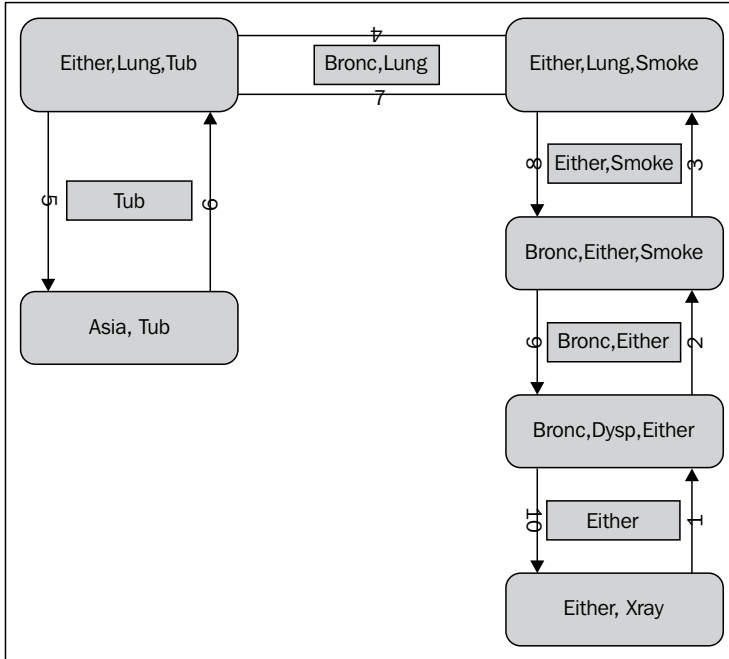 Either,Lung,Tub
4
Bronc,Lung
7
Either,Lung,Smoke
5
Tub
6
8
Either,Smoke
3
Bronc,Either,Smoke
Asia, Tub
9
Bronc,Either
2
Bronc,Dysp,Either
10
Either
1
Either, Xray